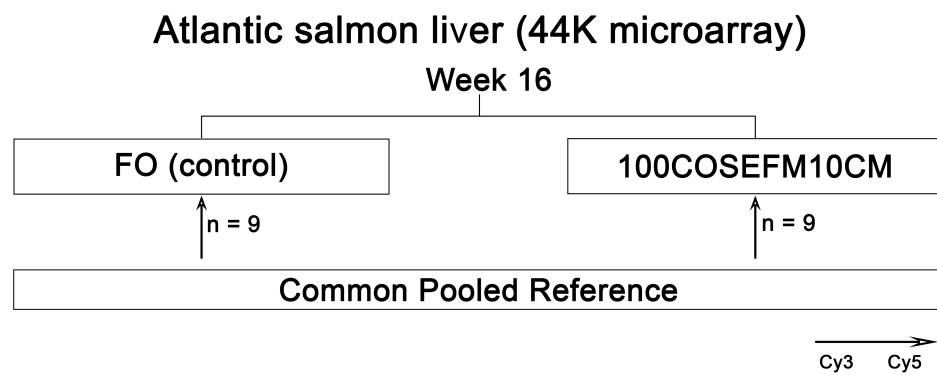 Atlantic salmon liver (44K microarray)
Week 16
FO (control)
100COSEFM10CM
n = 9
n = 9
Common Pooled Reference
Cy3
Cy5